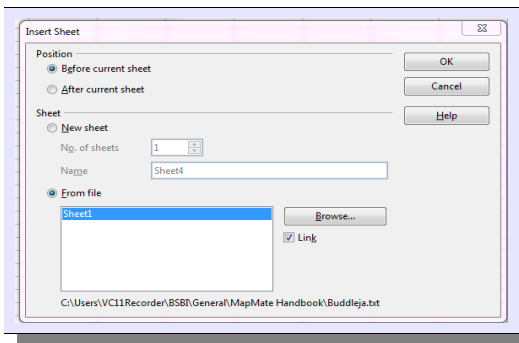 Insert Sheet
Position
Before current sheet
After current sheet
OK
Cancel
Help
Sheet
New sheet
No. of sheets 1
Name Sheet4
From file
Sheet1
Browse...
Link
C:\Users\VC11Recorder\BSBI\General\MapMate Handbook\Buddleja.txt